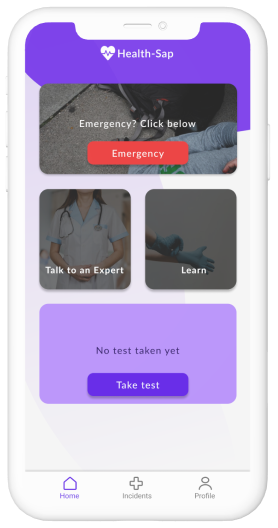 Health-Sap
Emergency? Click below
Emergency
Talk to an Expert
Learn
No test taken yet
Take test
Home
Incidents
Profile